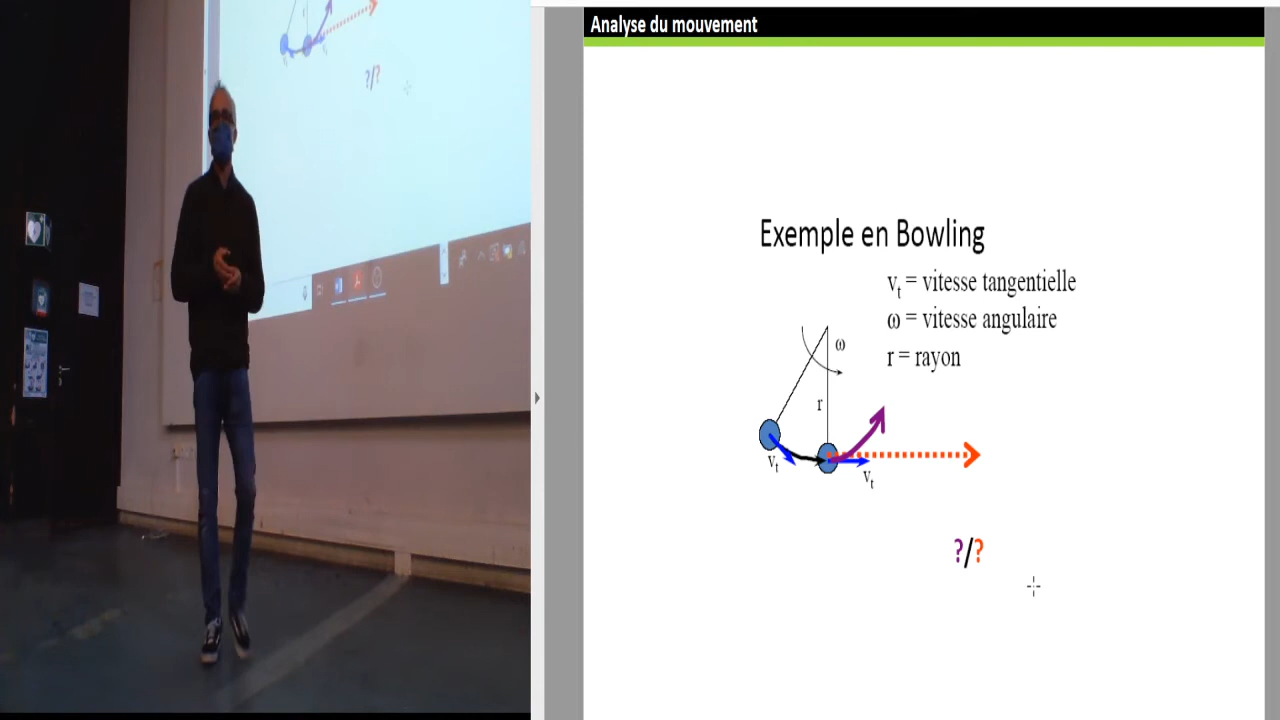 Analyse du mouvement
Exemple en Bowling
vt = vitesse tangentielle
ω = vitesse angulaire
r = rayon
ω
r
vt
vt
?/?
?/?